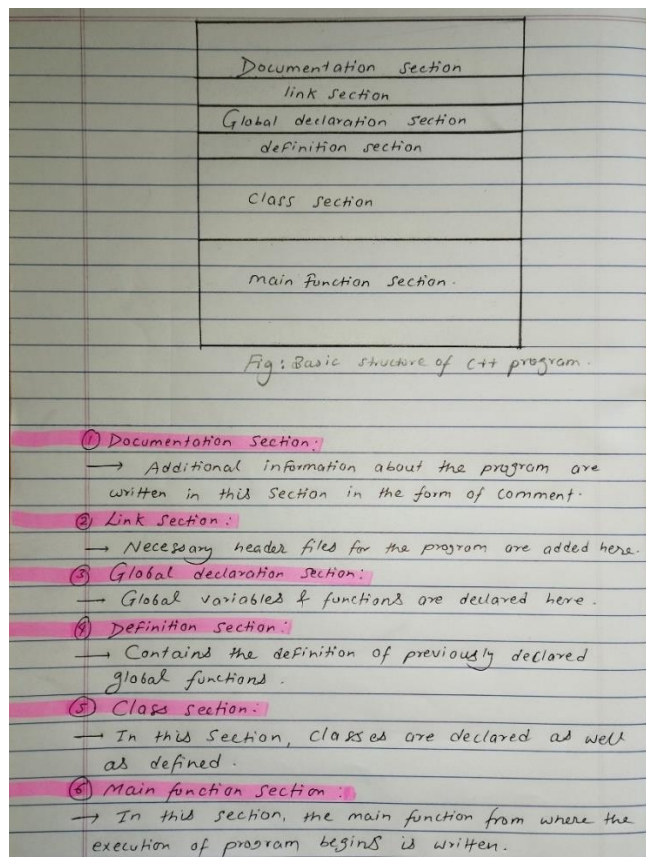 Documentation section
link section
Global declaration section
definition section
Class section
main function section.
Fig: Basic structure of C++ program.
① Documentation section:
→ Additional information about the program are
written in this section in the form of comment.
② Link section:
→ Necessary header files for the program are added here.
③ Global declaration section:
→ Global variables & functions are declared here.
④ Definition section:
→ Contains the definition of previously declared
global functions.
⑤ Class section:
→ In this section, classes are declared as well
as defined.
⑥ Main function section:
→ In this section, the main function from where the
execution of program begins is written.